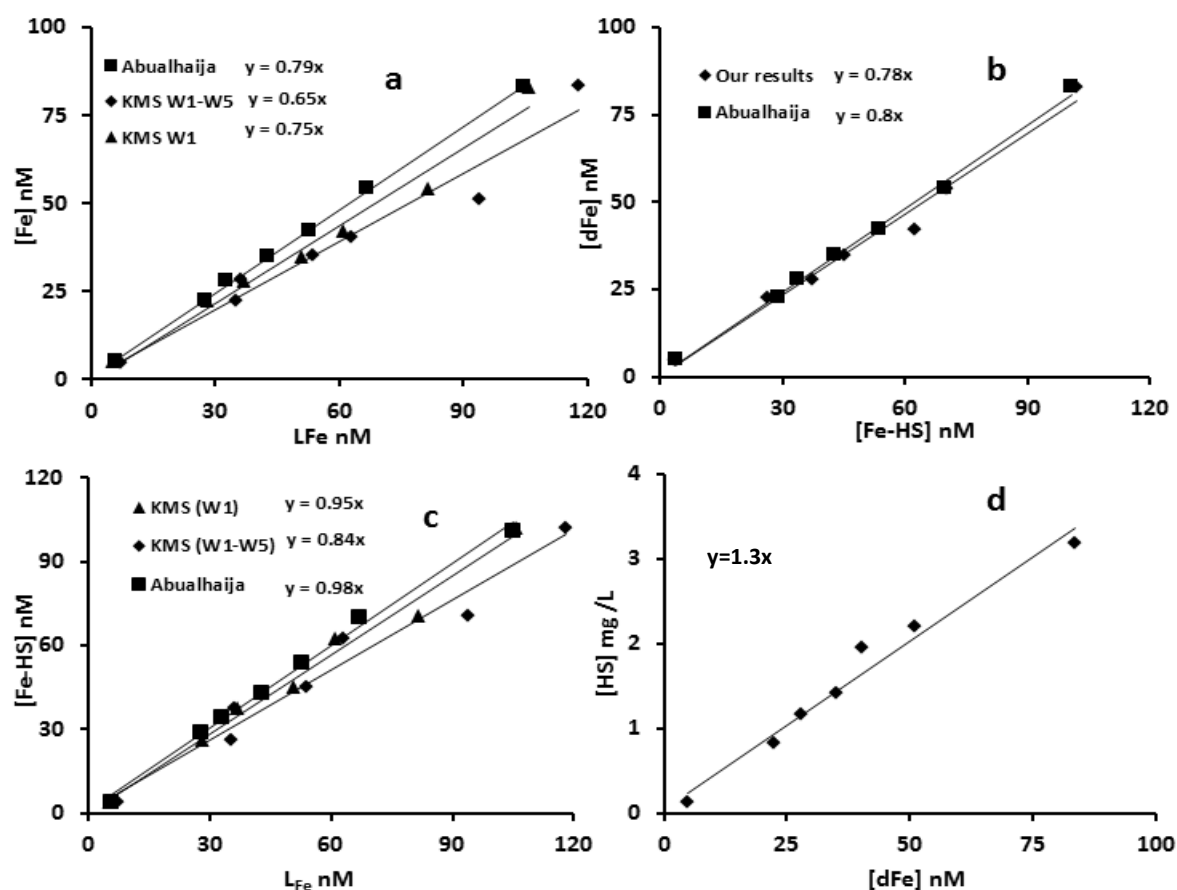 100
75
50
25
0
[Fe] nM
Abualhaija y = 0.79x
KMS W1-W5 y = 0.65x
KMS W1 y = 0.75x
a
0 30 60 90 120
LFe nM
100
75
50
25
0
[dFe] nM
Our results y = 0.78x
Abualhaija y = 0.8x
b
0 30 60 90 120
[Fe-HS] nM
120
90
60
30
0
[Fe-HS] nM
KMS (W1) y = 0.95x
KMS (W1-W5) y = 0.84x
Abualhaija y = 0.98x
c
0 30 60 90 120
LFe nM
4
3
2
1
0
[HS] mg /L
y=1.3x
d
0 25 50 75 100
[dFe] nM